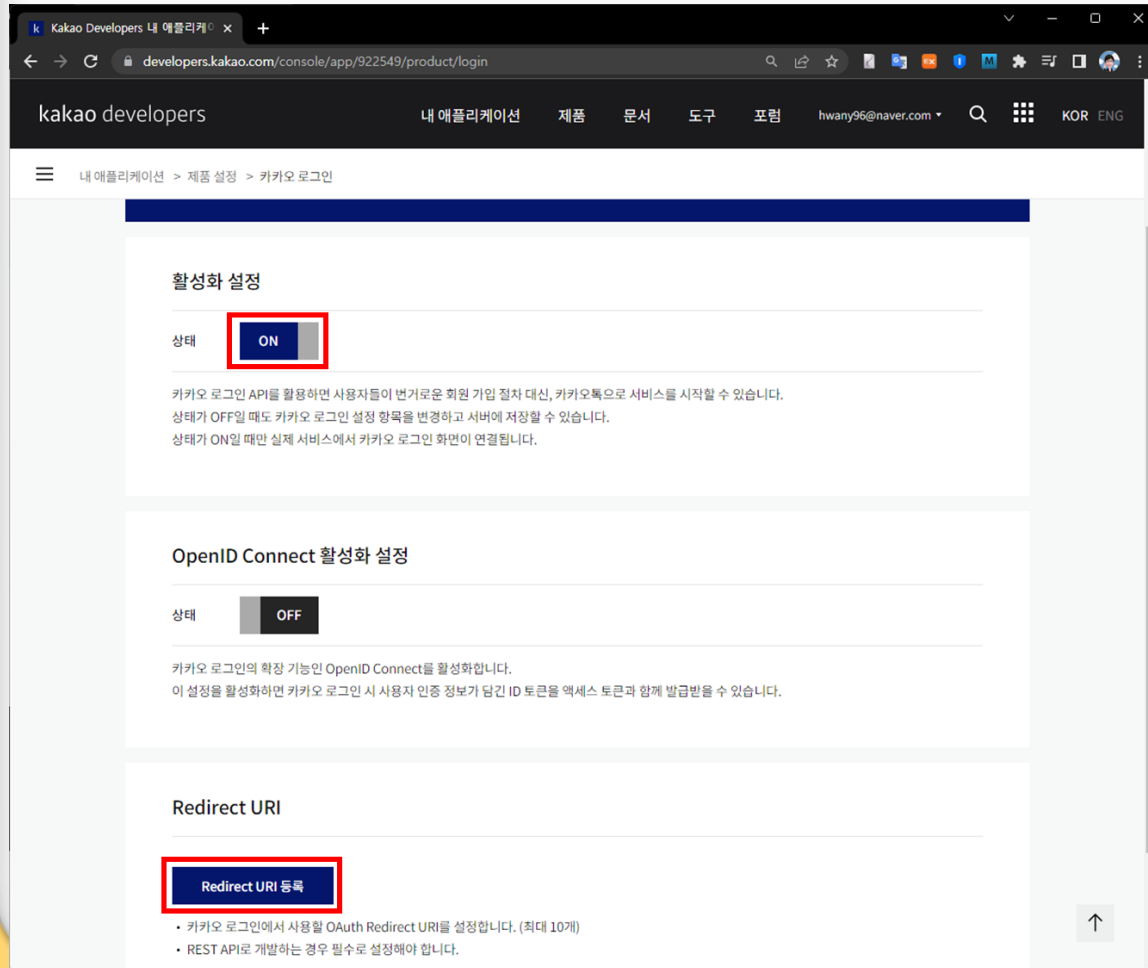 k Kakao Developers 내 애플리케이
developers.kakao.com/console/app/922549/product/login
kakao developers 내 애플리케이션 제품 문서 도구 포럼 hwany96@naver.com KOR ENG
내 애플리케이션 > 제품 설정 > 카카오 로그인
활성화 설정
상태 ON
카카오 로그인 API를 활용하면 사용자들이 번거로운 회원 가입 절차 대신, 카카오톡으로 서비스를 시작할 수 있습니다.
상태가 OFF일 때도 카카오 로그인 설정 항목을 변경하고 서버에 저장할 수 있습니다.
상태가 ON일 때만 실제 서비스에서 카카오 로그인 화면이 연결됩니다.
OpenID Connect 활성화 설정
상태 OFF
카카오 로그인의 확장 기능인 OpenID Connect를 활성화합니다.
이 설정을 활성화하면 카카오 로그인 시 사용자 인증 정보가 담긴 ID 토큰을 액세스 토큰과 함께 발급받을 수 있습니다.
Redirect URI
Redirect URI 등록
• 카카오 로그인에서 사용할 OAuth Redirect URI를 설정합니다. (최대 10개)
• REST API로 개발하는 경우 필수로 설정해야 합니다.